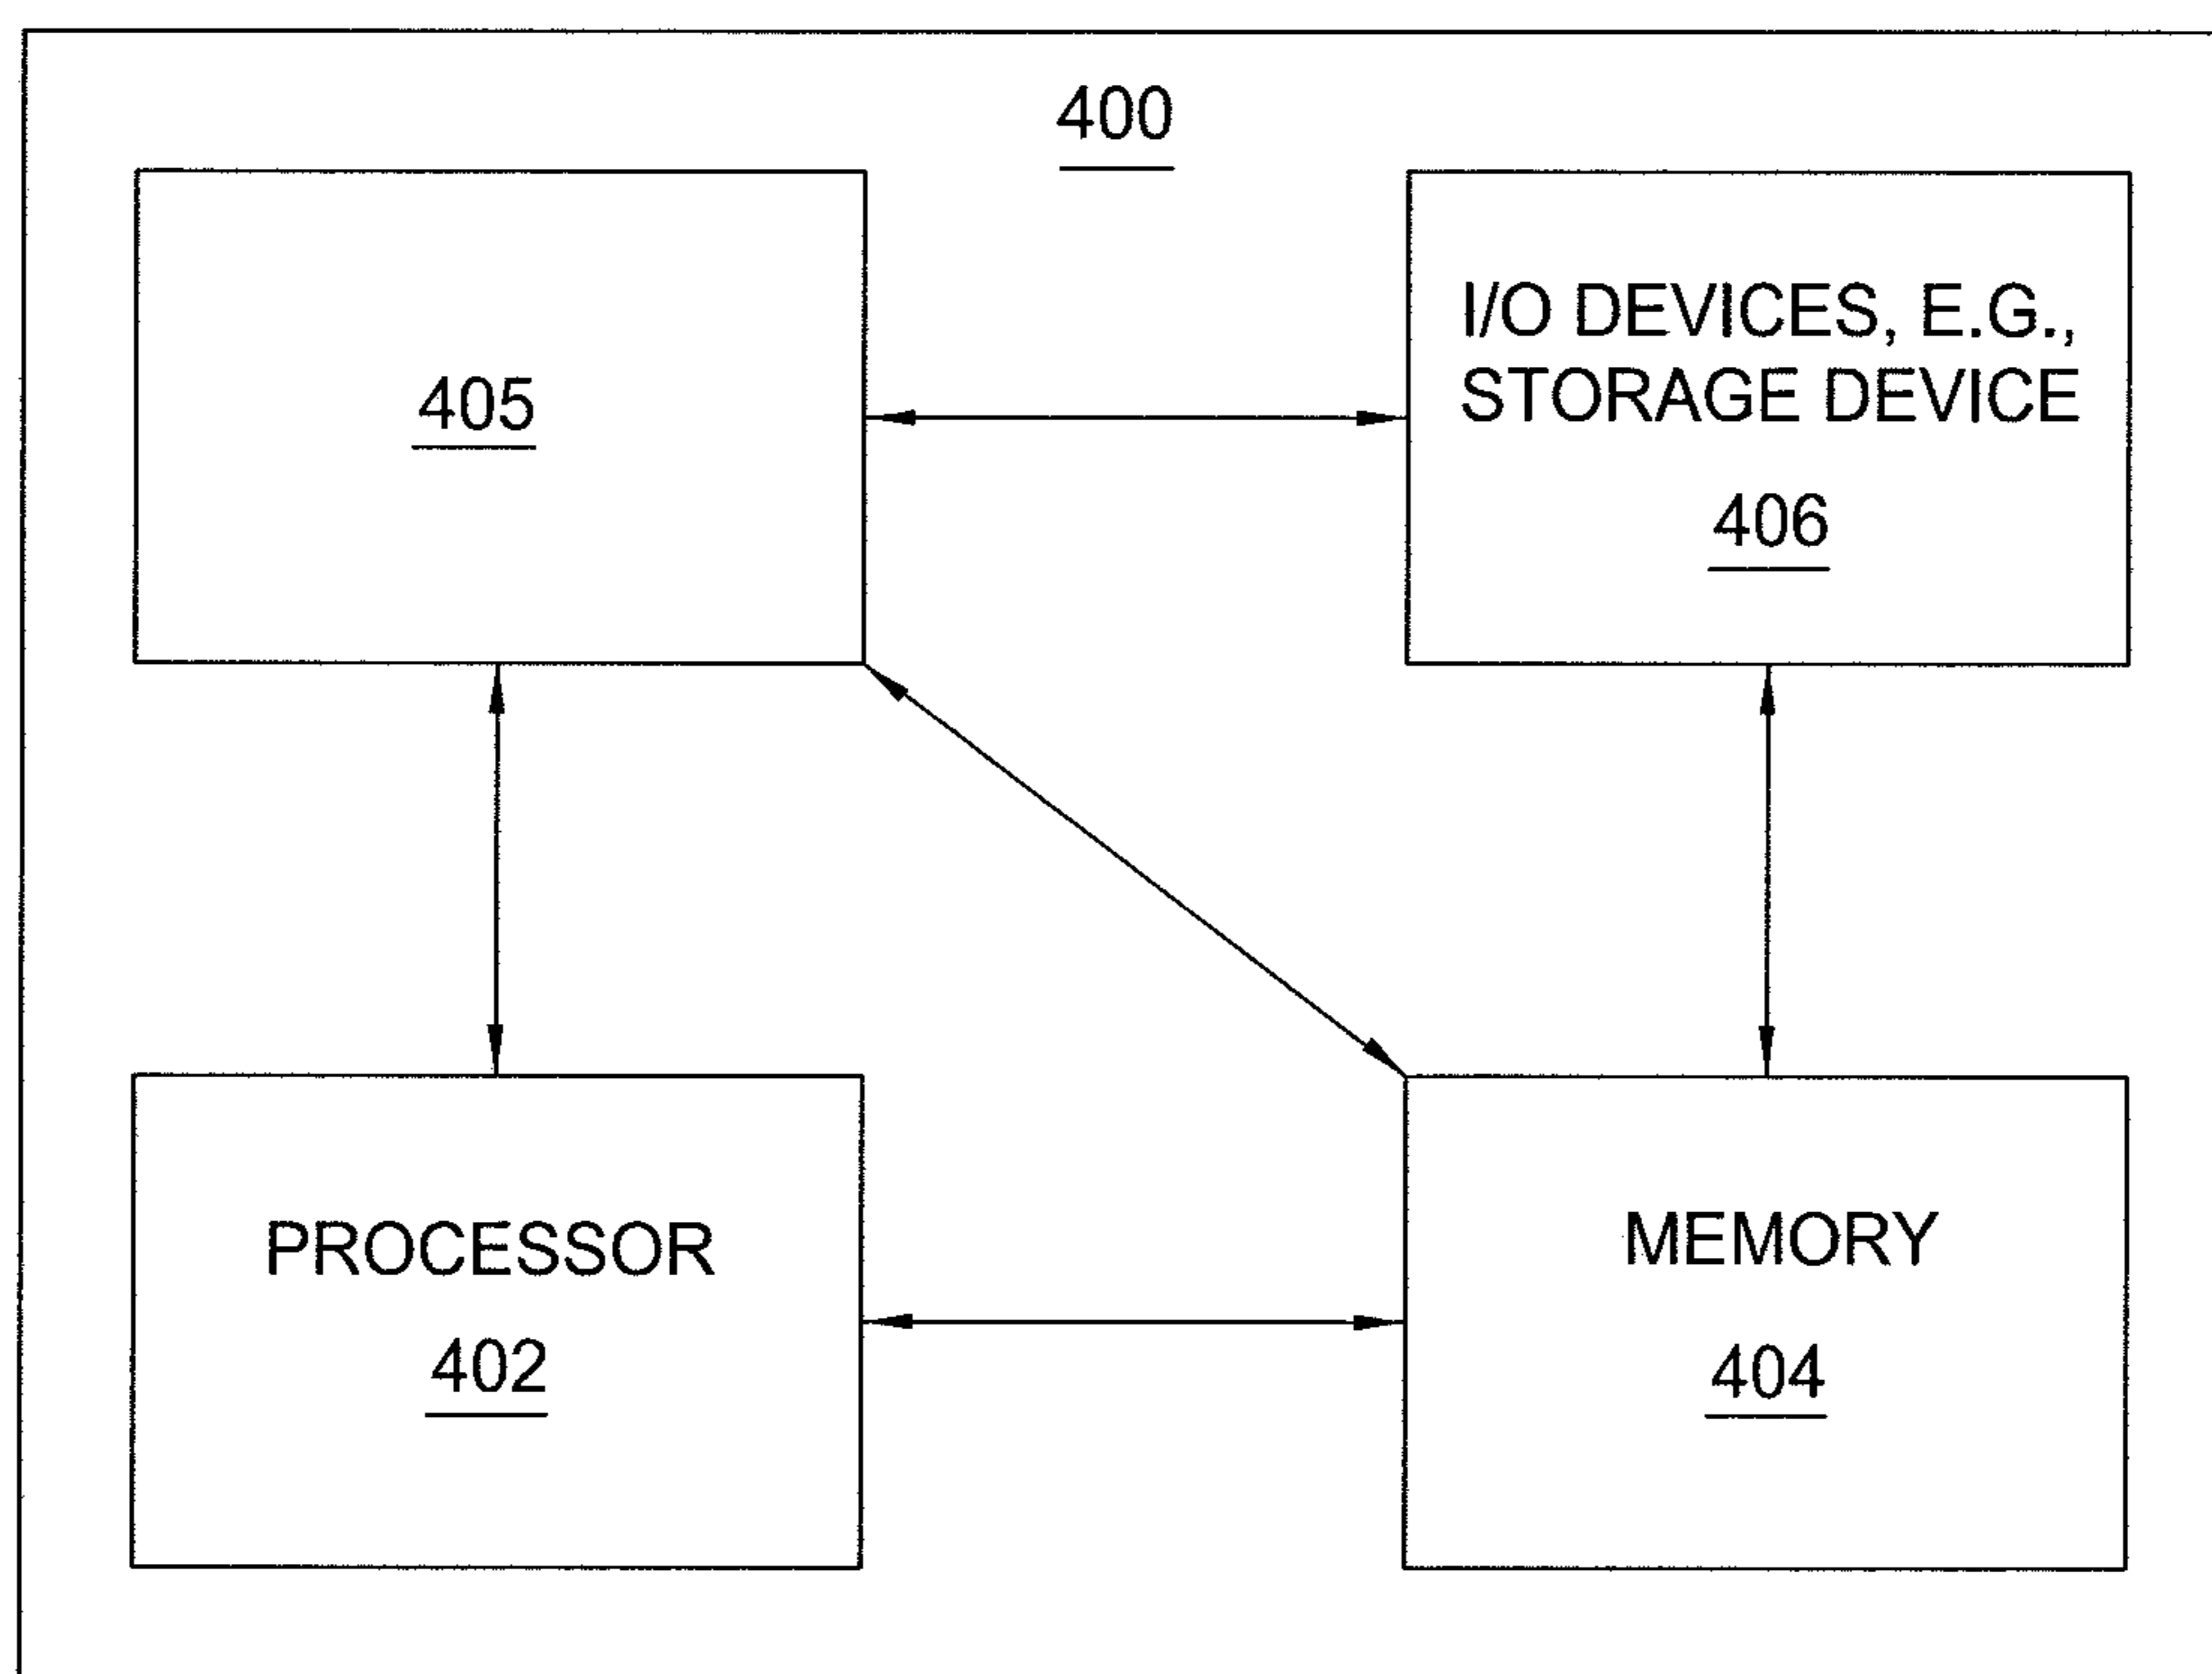 400
405
I/O DEVICES, E.G.,
STORAGE DEVICE
406
PROCESSOR
402
MEMORY
404